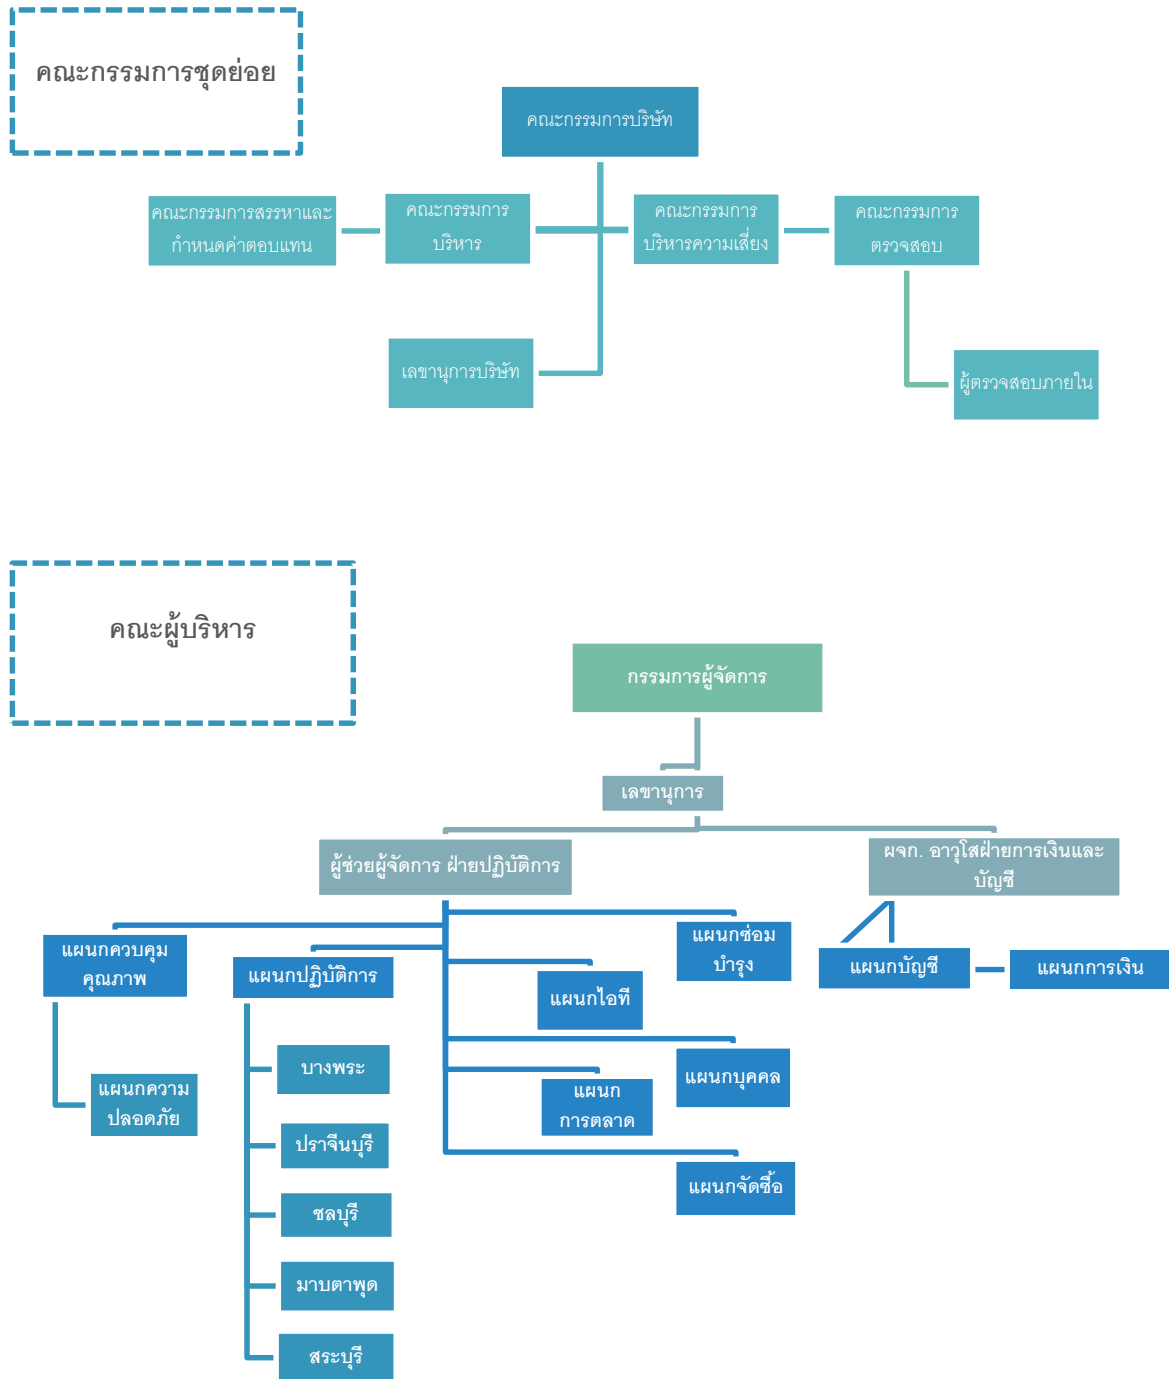 คณะกรรมการชุดย่อย
คณะกรรมการบริษัท
คณะกรรมการสรรหาและ
กำหนดค่าตอบแทน
คณะกรรมการ
บริหาร
คณะกรรมการ
บริหารความเสี่ยง
คณะกรรมการ
ตรวจสอบ
เลขานุการบริษัท
ผู้ตรวจสอบภายใน
คณะผู้บริหาร
กรรมการผู้จัดการ
เลขานุการ
ผู้ช่วยผู้จัดการ ฝ่ายปฏิบัติการ
ผจก. อาวุโสฝ่ายการเงินและ
บัญชี
แผนกควบคุม
คุณภาพ
แผนกปฏิบัติการ
แผนกซ่อม
บำรุง
แผนกบัญชี
แผนกการเงิน
แผนกไอที
แผนกความ
ปลอดภัย
บางพระ
แผนกบุคคล
แผนก
การตลาด
ปราจีนบุรี
แผนกจัดซื้อ
ชลบุรี
มาบตาพุด
สระบุรี